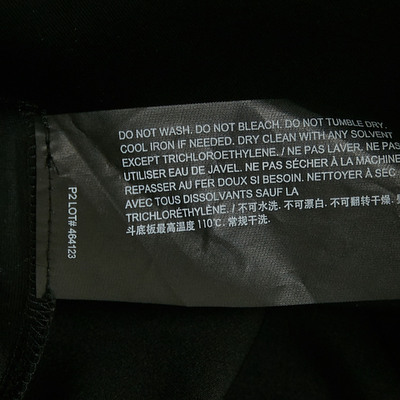 DO NOT WASH. DO NOT BLEACH. DO NOT TUMBLE DRY.
COOL IRON IF NEEDED. DRY CLEAN WITH ANY SOLVENT
EXCEPT TRICHLOROETHYLENE. / NE PAS LAVER. NE PAS
UTILISER EAU DE JAVEL. NE PAS SÉCHER À LA MACHINE
REPASSER AU FER DOUX SI BESOIN. NETTOYER À SEC
AVEC TOUS DISSOLVANTS SAUF LA
TRICHLORÉTHYLÈNE. / 不可水洗. 不可漂白. 不可翻转干燥.
斗底板最高温度 110℃. 常规干洗.
P2 LOT# 464123